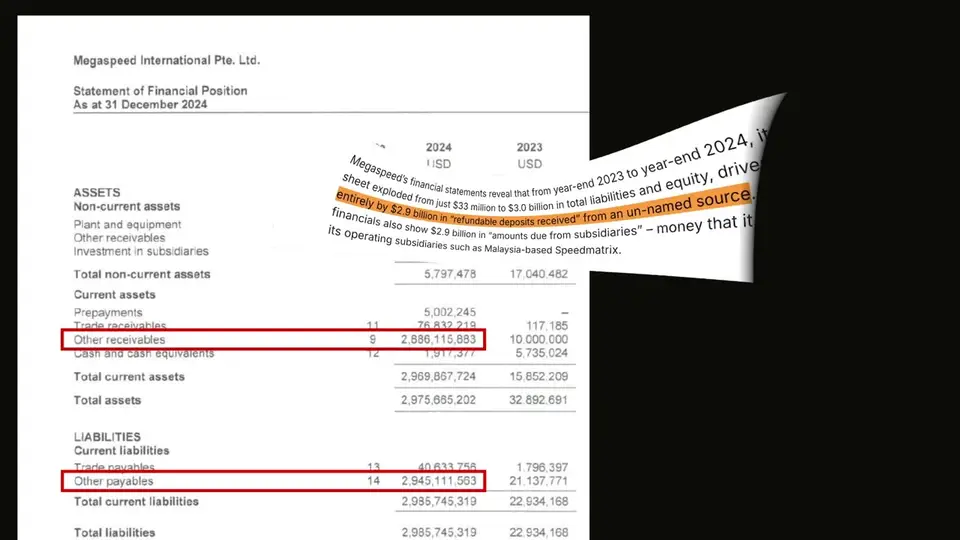 Megaspeed International Pte. Ltd.
Statement of Financial Position
As at 31 December 2024
2024 2023
USD USD
ASSETS
Non-current assets
Plant and equipment
Other receivables
Investment in subsidiaries
Total non-current assets 5,797,478 17,040,482
Current assets
Prepayments 5,002,245 –
Trade receivables 11 76,832,219 117,185
Other receivables 9 2,886,115,883 10,000,000
Cash and cash equivalents 12 1,917,377 5,735,024
Total current assets 2,969,867,724 15,852,209
Total assets 2,975,665,202 32,892,691
LIABILITIES
Current liabilities
Trade payables 13 40,633,756 1,796,397
Other payables 14 2,945,111,563 21,137,771
Total current liabilities 2,985,745,319 22,934,168
Total liabilities 2,985,745,319 22,934,168
Megaspeed's financial statements reveal that from year-end 2023 to year-end 2024,
sheet exploded from just $33 million to $3.0 billion in total liabilities and equity,
entirely by $2.9 billion in "refundable deposits received" from an un-named source.
financials also show $2.9 billion in "amounts due from subsidiaries" – money that it
its operating subsidiaries such as Malaysia-based Speedmatrix.